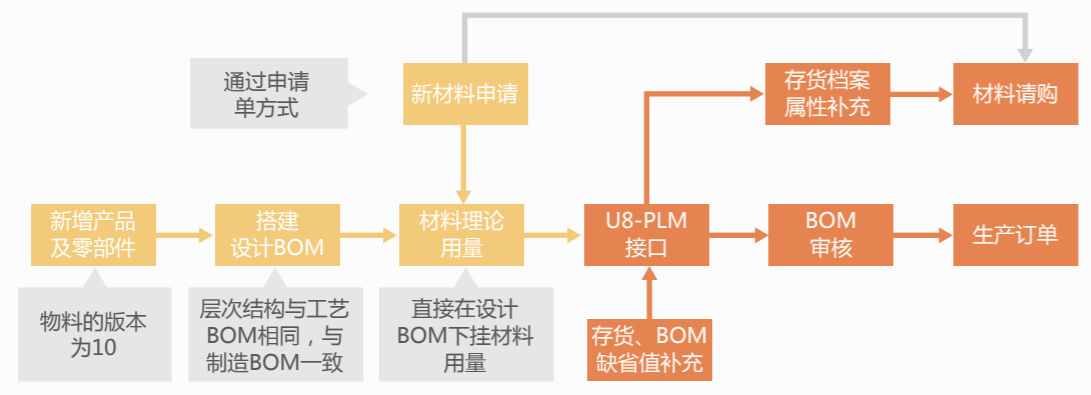 通过申请
单方式
新材料申请
存货档案
属性补充
材料请购
新增产品
及零部件
搭建
设计BOM
材料理论
用量
U8-PLM
接口
BOM
审核
生产订单
物料的版本
为10
层次结构与工艺
BOM相同，与
制造BOM一致
直接在设计
BOM下挂材料
用量
存货、BOM
缺省值补充